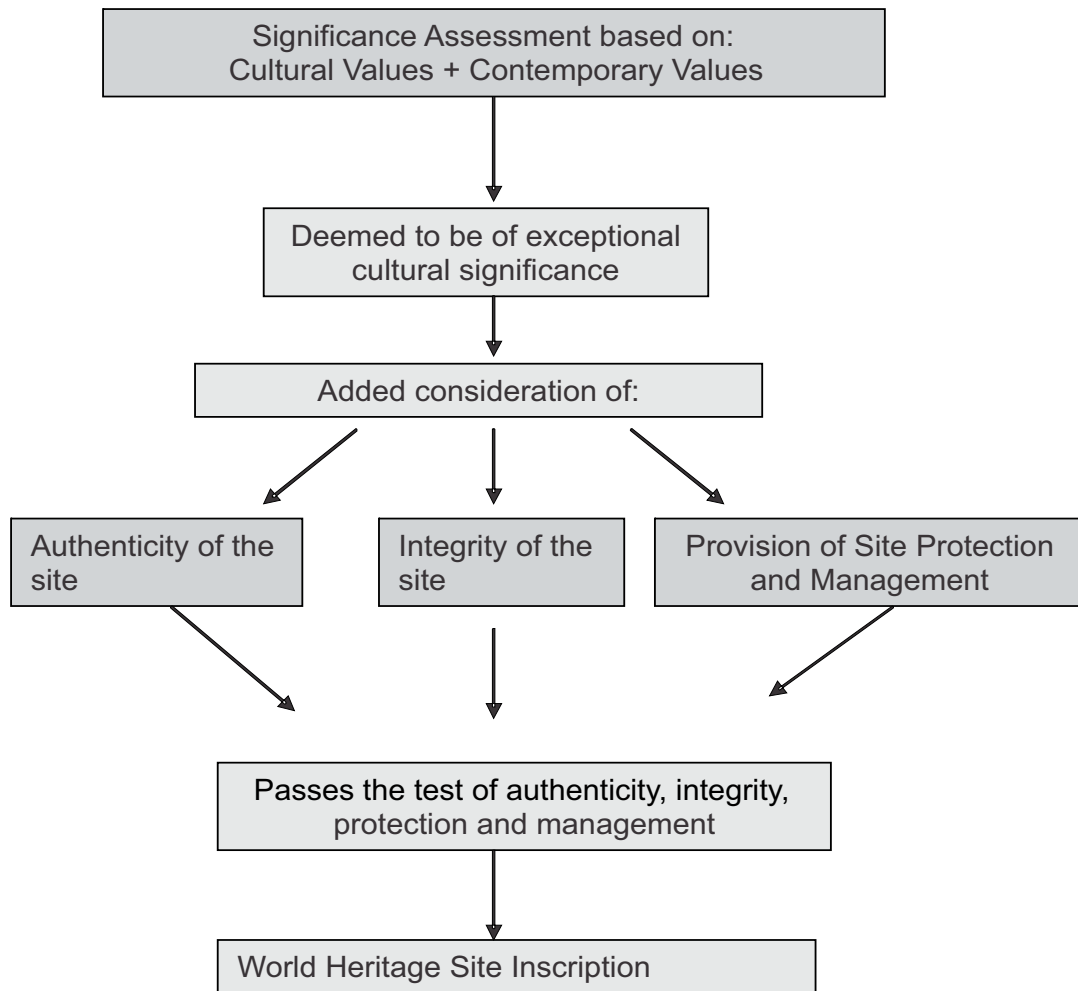 Significance Assessment based on:
Cultural Values + Contemporary Values
Deemed to be of exceptional
cultural significance
Added consideration of:
Authenticity of the
site
Integrity of the
site
Provision of Site Protection
and Management
Passes the test of authenticity, integrity,
protection and management
World Heritage Site Inscription